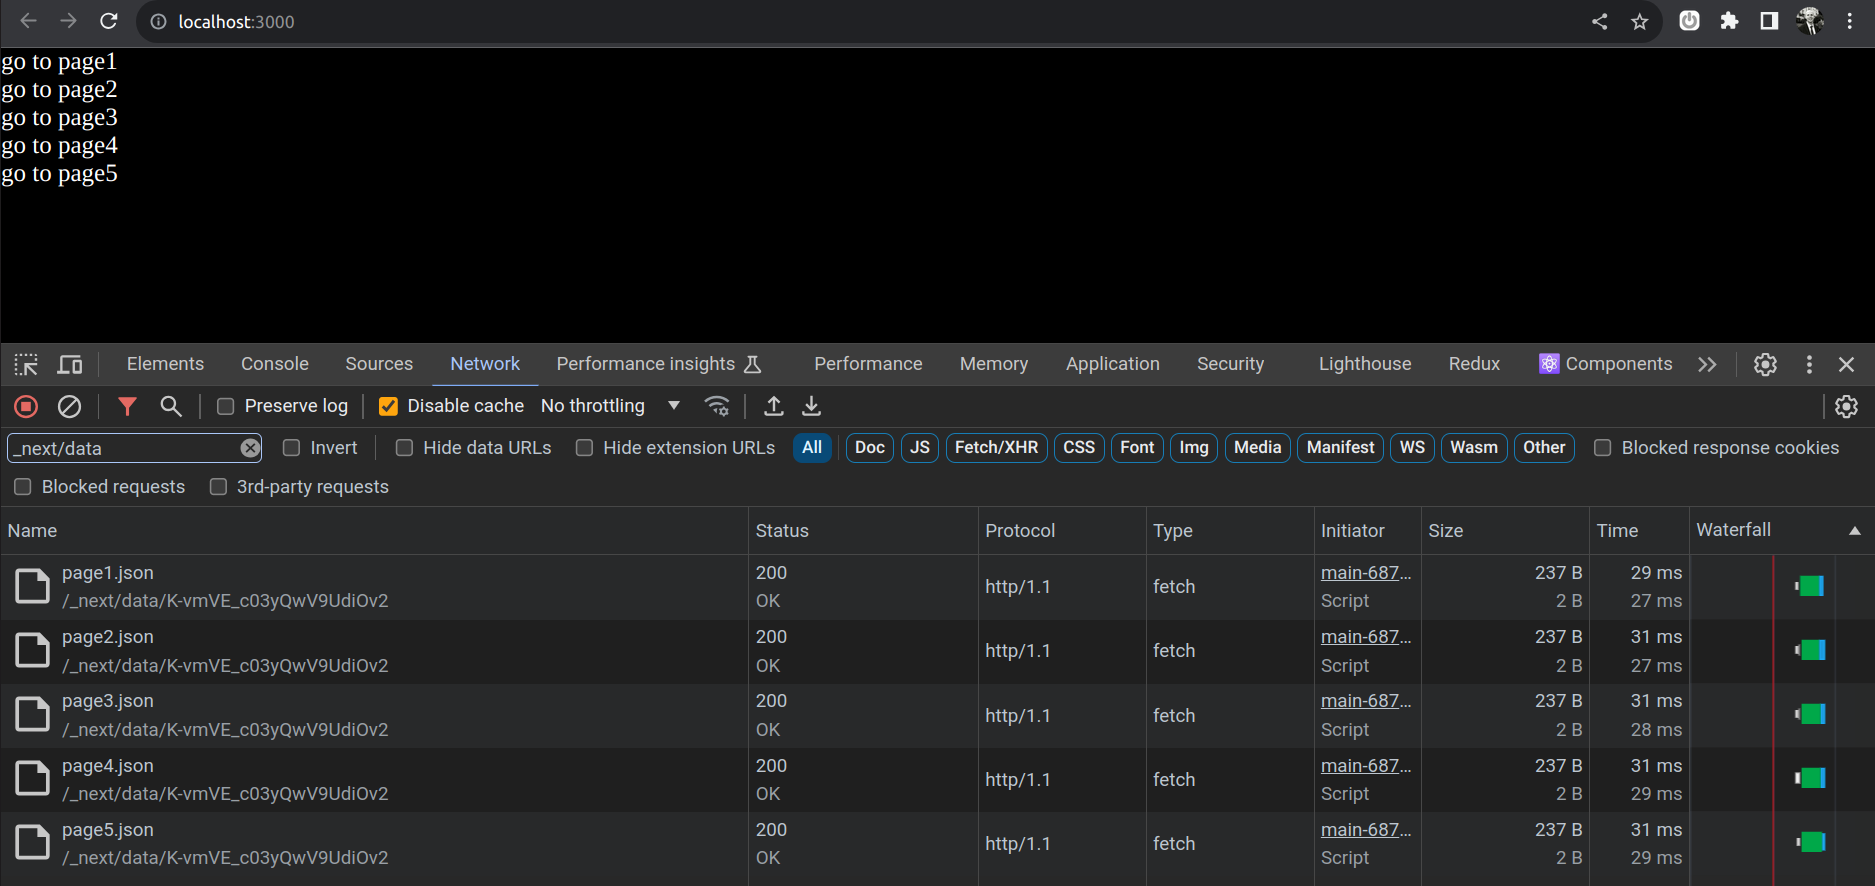 localhost:3000
go to page1
go to page2
go to page3
go to page4
go to page5
Elements Console Sources Network Performance insights Performance Memory Application Security Lighthouse Redux Components
Preserve log Disable cache No throttling
_next/data Invert Hide data URLs Hide extension URLs All Doc JS Fetch/XHR CSS Font Img Media Manifest WS Wasm Other Blocked response cookies
Blocked requests 3rd-party requests
Name Status Protocol Type Initiator Size Time Waterfall
page1.json 200 http/1.1 fetch main-687… 237 B 29 ms
/_next/data/K-vmVE_c03yQwV9UdiOv2 OK Script 2 B 27 ms
page2.json 200 http/1.1 fetch main-687… 237 B 31 ms
/_next/data/K-vmVE_c03yQwV9UdiOv2 OK Script 2 B 27 ms
page3.json 200 http/1.1 fetch main-687… 237 B 31 ms
/_next/data/K-vmVE_c03yQwV9UdiOv2 OK Script 2 B 28 ms
page4.json 200 http/1.1 fetch main-687… 237 B 31 ms
/_next/data/K-vmVE_c03yQwV9UdiOv2 OK Script 2 B 29 ms
page5.json 200 http/1.1 fetch main-687… 237 B 31 ms
/_next/data/K-vmVE_c03yQwV9UdiOv2 OK Script 2 B 29 ms